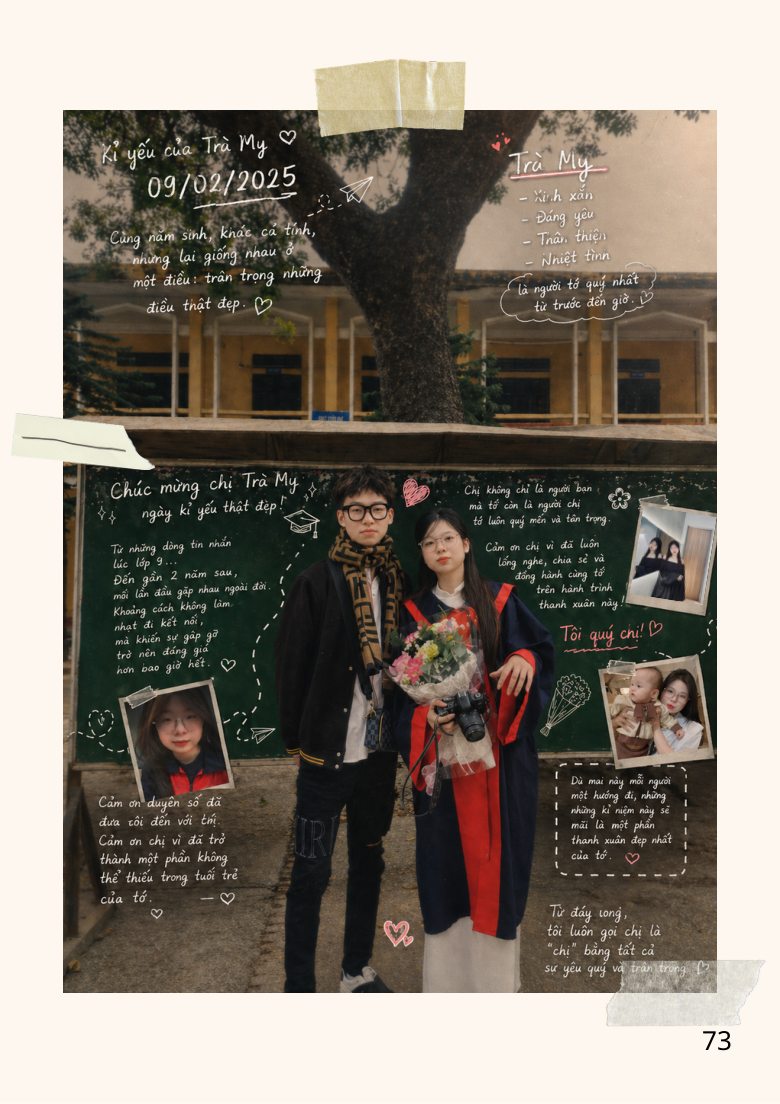 Kỉ yếu của Trà My
09/02/2025
Cùng năm sinh, khác cá tính,
nhưng lại giống nhau ở
một điều: trân trọng những
điều thật đẹp.
Trà My
- Xinh xắn
- Đáng yêu
- Thân thiện
- Nhiệt tình
là người tớ quý nhất
từ trước đến giờ.
Chúc mừng chị Trà My
ngày kỉ yếu thật đẹp!
Từ những dòng tin nhắn
lúc lớp 9...
Đến gần 2 năm sau,
mới lần đầu gặp nhau ngoài đời.
Khoảng cách không làm
nhạt đi kết nối,
mà khiến sự gặp gỡ
trở nên đáng giá
hơn bao giờ hết.
Chị không chỉ là người bạn
mà tớ còn là người chị
tớ luôn quý mến và tôn trọng.
Cảm ơn chị vì đã luôn
lắng nghe, chia sẻ và
đồng hành cùng tớ
trên hành trình
thanh xuân này.
Tôi quý chị!
Cảm ơn duyên số đã
đưa tôi đến với
Cảm ơn chị vì đã trở
thành một phần không
thể thiếu trong tuổi trẻ
của tớ.
Dù mai này mỗi người
một hướng đi, những
những kỉ niệm này sẽ
mãi là một phần
thanh xuân đẹp nhất
của tớ.
Từ đáy
tôi luôn gọi chị là
"chị" bằng tất cả
sự yêu quý và trân trọng.
73